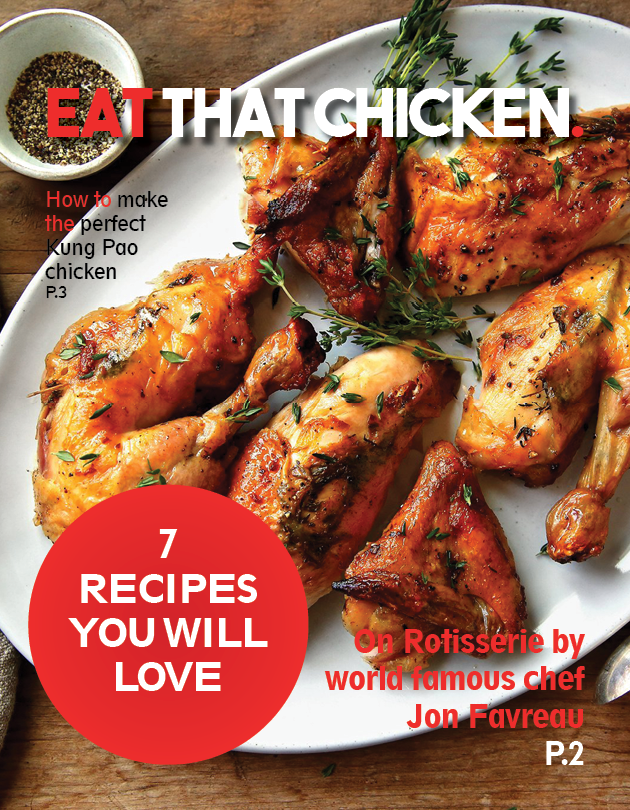 EAT THAT CHICKEN.
How to make
the perfect
Kung Pao
chicken
P.3
7
RECIPES
YOU WILL
LOVE
On Rotisserie by
world famous chef
Jon Favreau
P.2